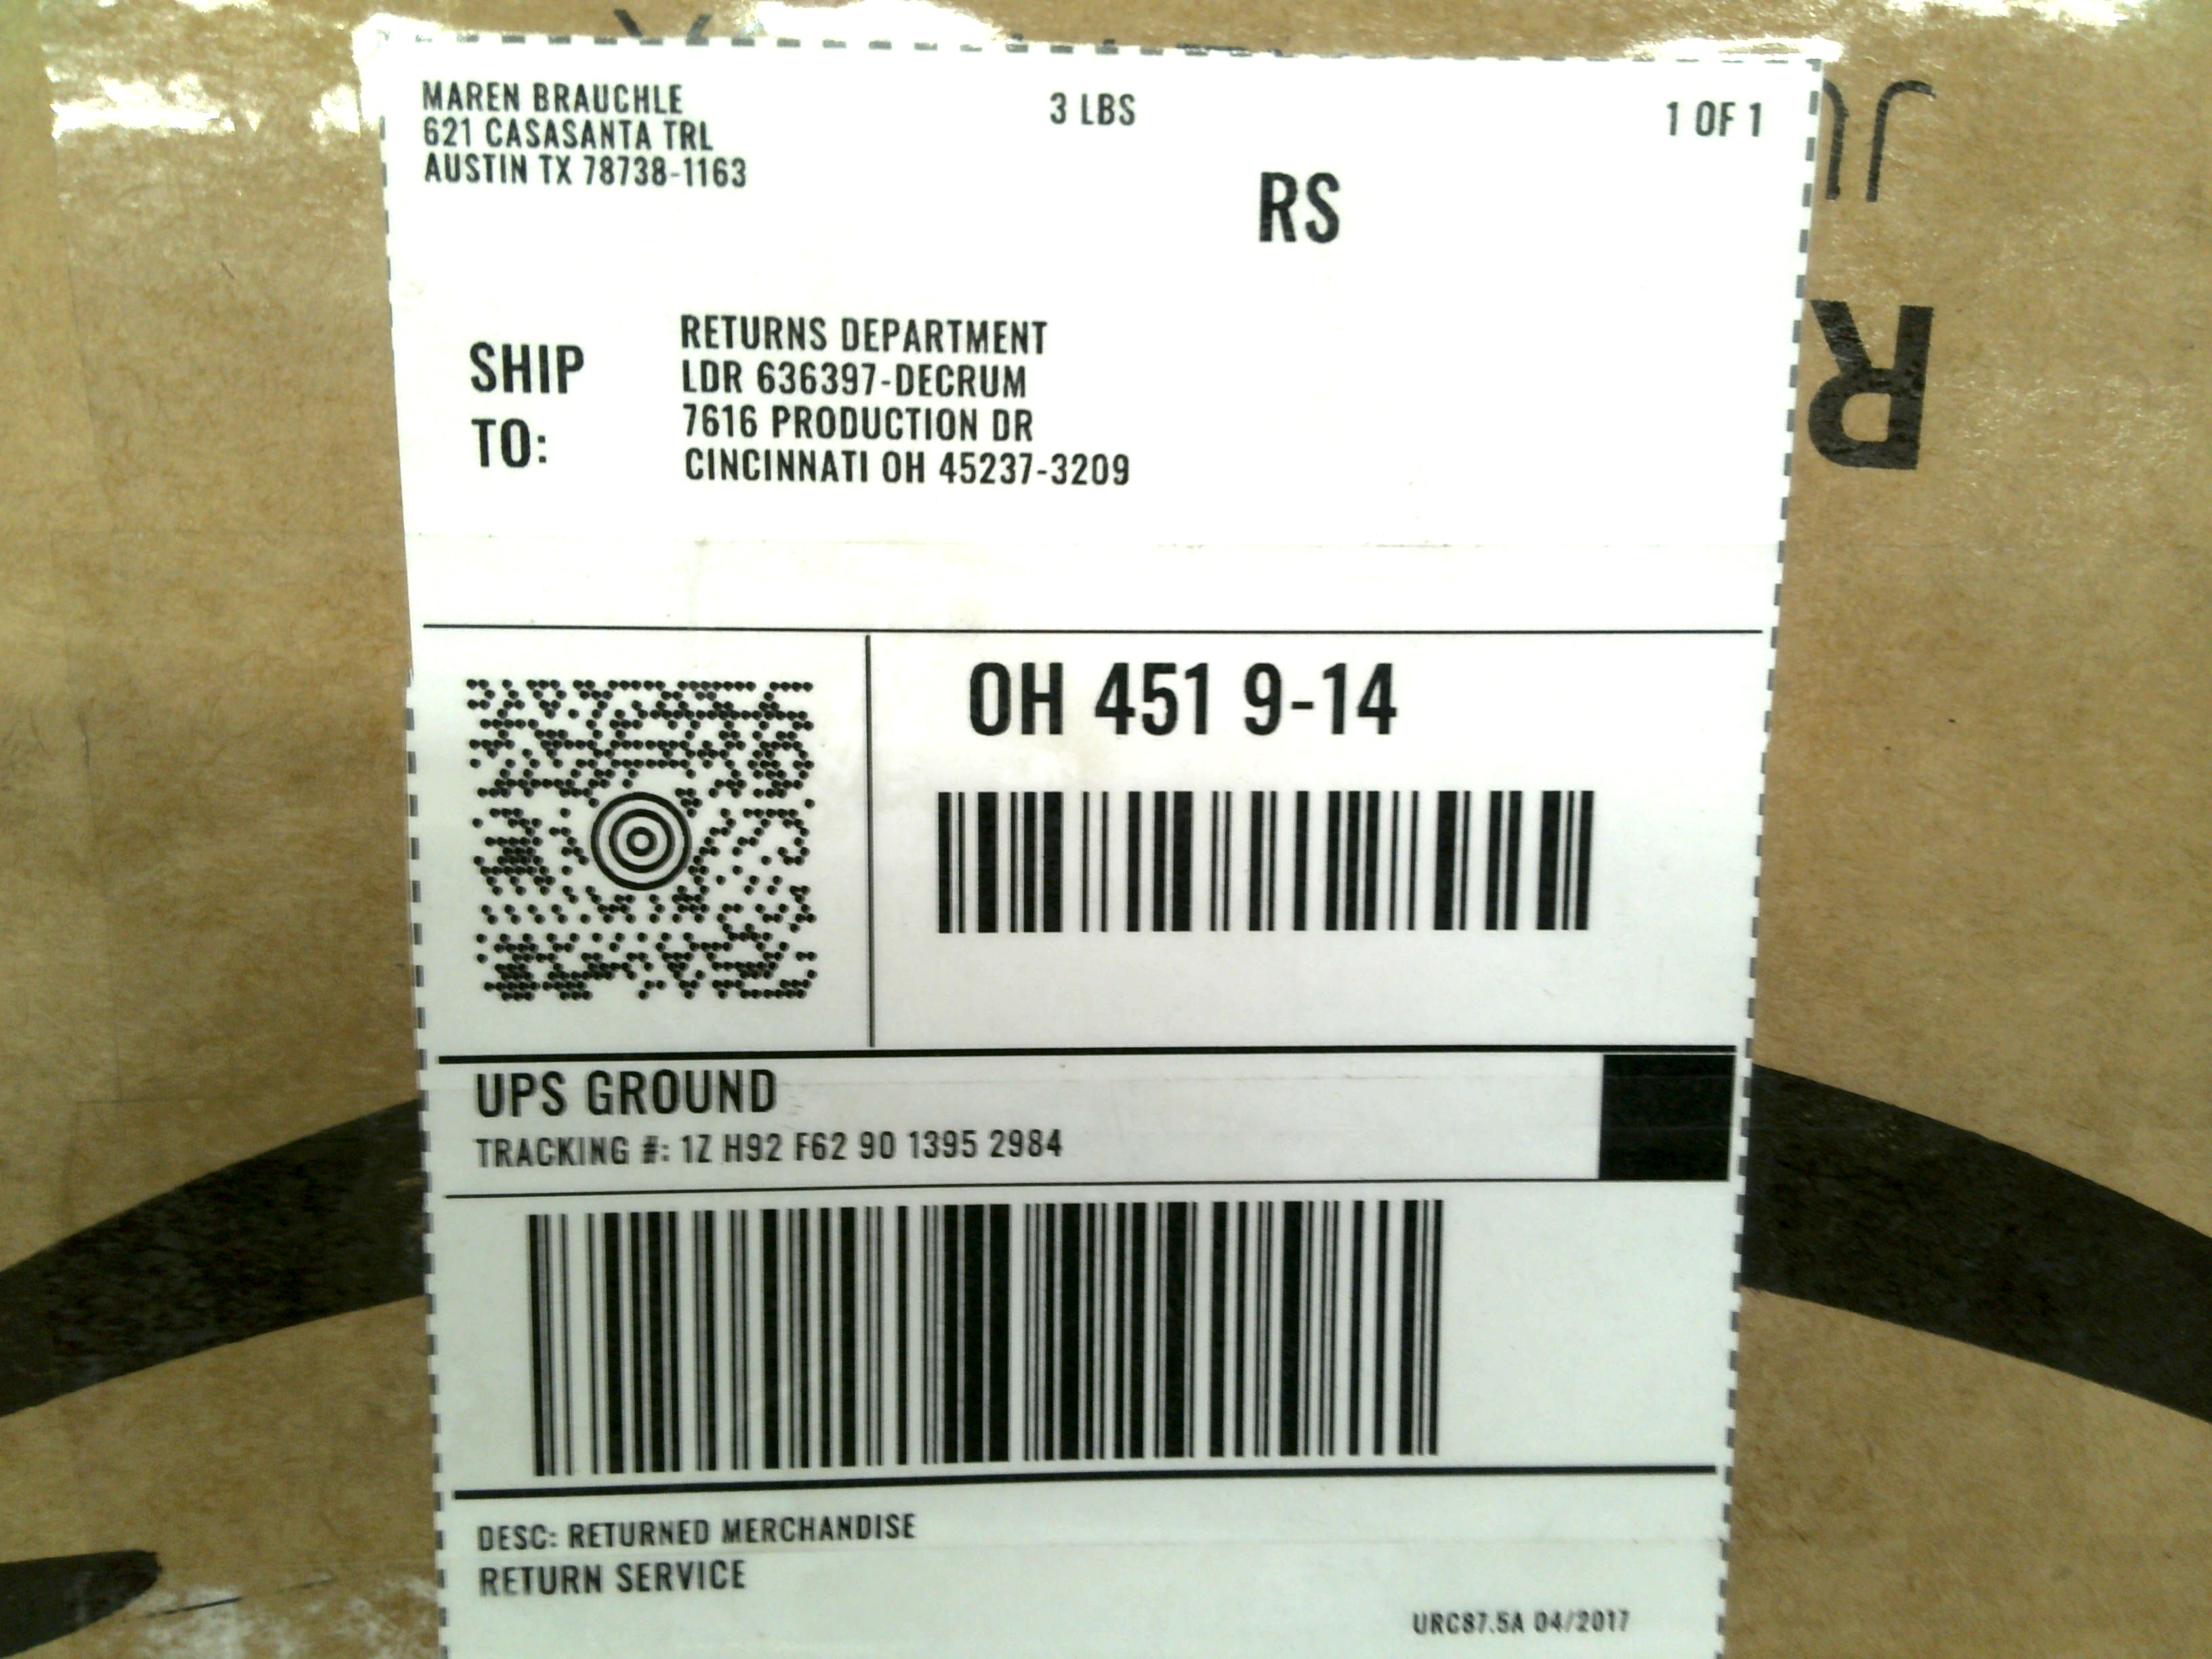 MAREN BRAUCHLE
621 CASASANTA TRL
AUSTIN TX 78738-1163
3 LBS
1 OF 1
RS
SHIP
TO:
RETURNS DEPARTMENT
LDR 636397-DECRUM
7616 PRODUCTION DR
CINCINNATI OH 45237-3209
R
OH 451 9-14
UPS GROUND
TRACKING #: 1Z H92 F62 90 1395 2984
DESC: RETURNED MERCHANDISE
RETURN SERVICE
URC87.5A 04/2017